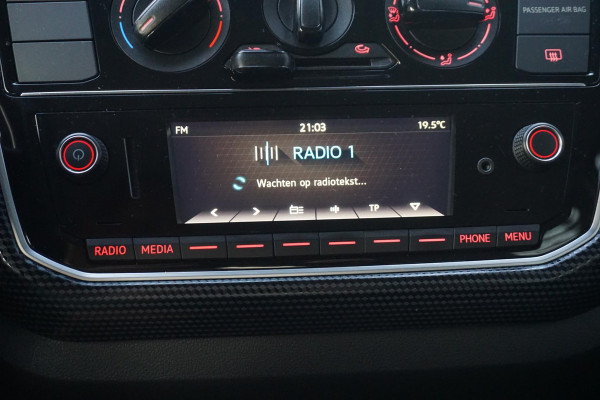 PASSENGER AIR BAG
FM 21:03 19.5°C
RADIO 1
Wachten op radiotekst...
TP
RADIO MEDIA PHONE MENU